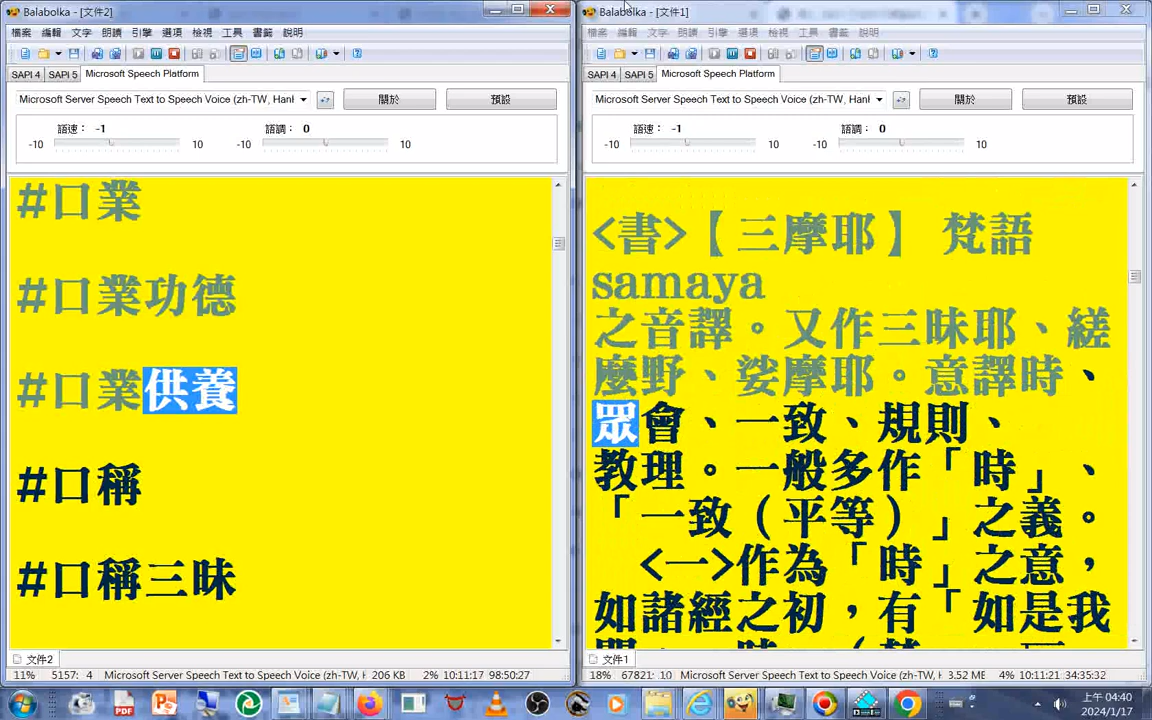 Balabolka - [文件2]
檔案 編輯 文字 朗讀 引擎 選項 檢視 工具 書籤 說明
SAPI 4 SAPI 5 Microsoft Speech Platform
Microsoft Server Speech Text to Speech Voice (zh-TW, Hanl
關於 預設
語速： -1 語調： 0
-10 10 -10 10
#口業
#口業功德
#口業供養
#口稱
#口稱三昧
文件2
11% 5157: 4 Microsoft Server Speech Text to Speech Voice (zh-TW, H 206 KB 2% 10:11:17 98:50:27
Balabolka - [文件1]
檔案 編輯 文字 朗讀 引擎 選項 檢視 工具 書籤 說明
SAPI 4 SAPI 5 Microsoft Speech Platform
Microsoft Server Speech Text to Speech Voice (zh-TW, Hanl
關於 預設
語速： -1 語調： 0
-10 10 -10 10
<書>【三摩耶】 梵語
samaya
之音譯。又作三昧耶、縒
麼野、娑摩耶。意譯時、
眾會、一致、規則、
教理。一般多作「時」、
「一致（平等）」之義。
<一>作為「時」之意，
如諸經之初，有「如是我
文件1
18% 67821: 10 Microsoft Server Speech Text to Speech Voice (zh-TW, H 3.52 MB 4% 10:11:21 34:35:32
上午 04:40
2024/1/17